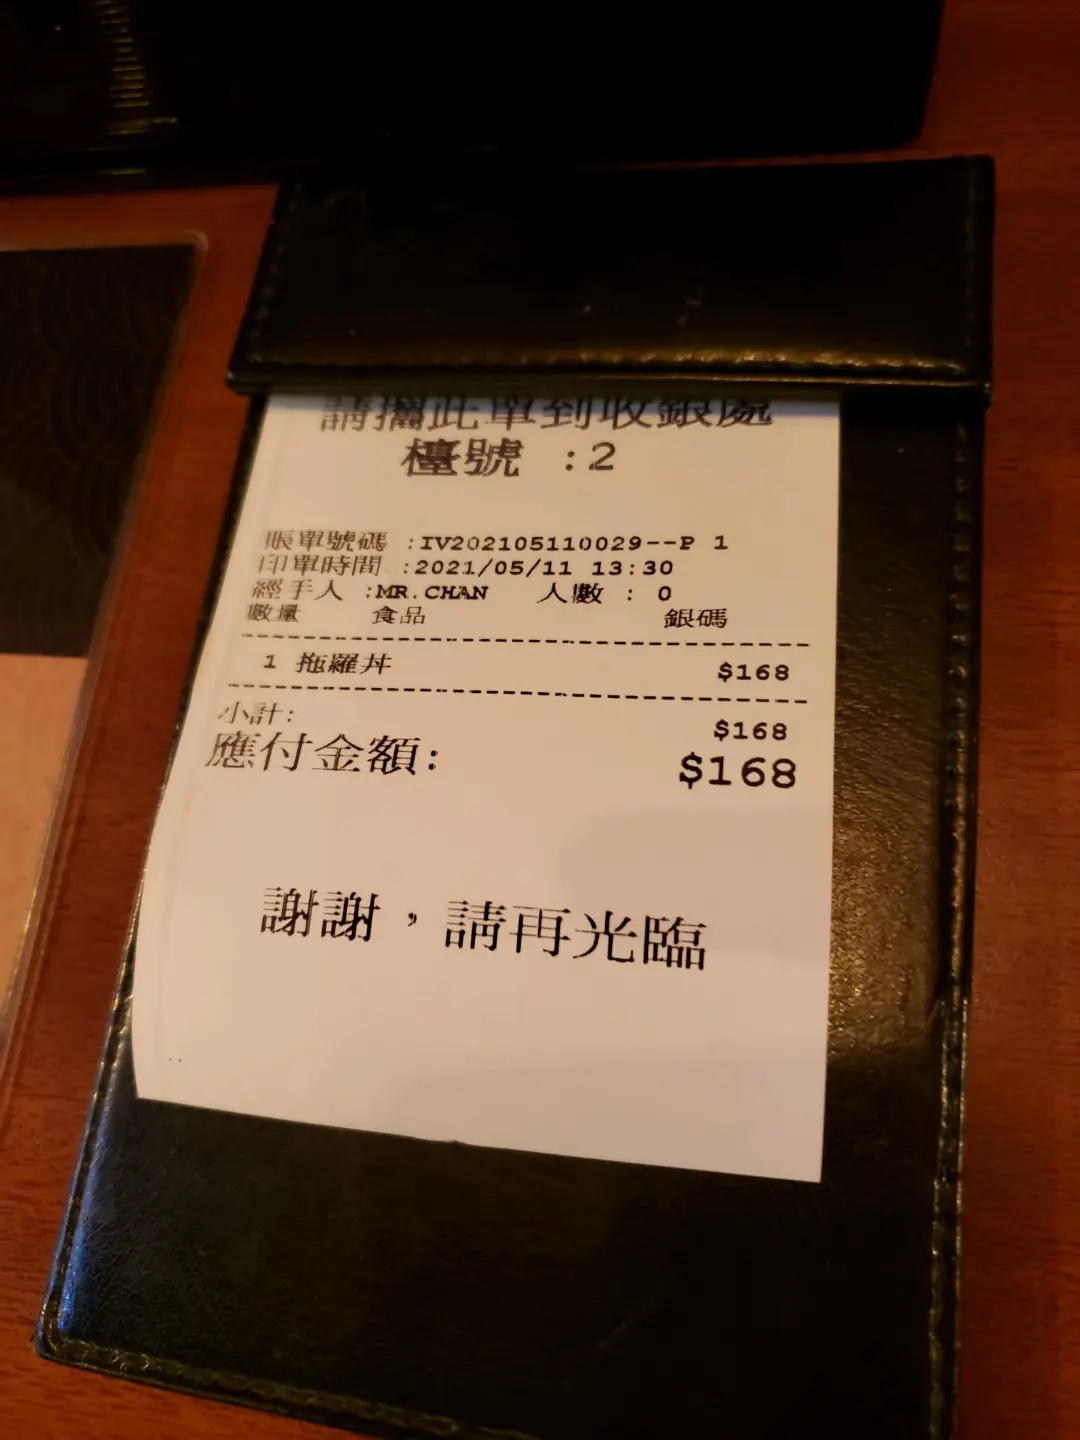 請攜此單到收銀處
檯號 :2
賬單號碼 :IV202105110029--P 1
印單時間 :2021/05/11 13:30
經手人 :MR.CHAN 人數 : 0
數量 食品 銀碼
1 拖羅丼 $168
小計: $168
應付金額: $168
謝謝，請再光臨